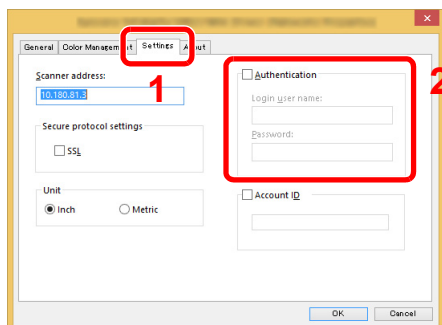 General
Color Management
Settings
About
Scanner address:
10.180.81.3
1
Secure protocol settings
SSL
Unit
Inch
Metric
Authentication
Login user name:
Password:
2
Account ID
OK
Cancel